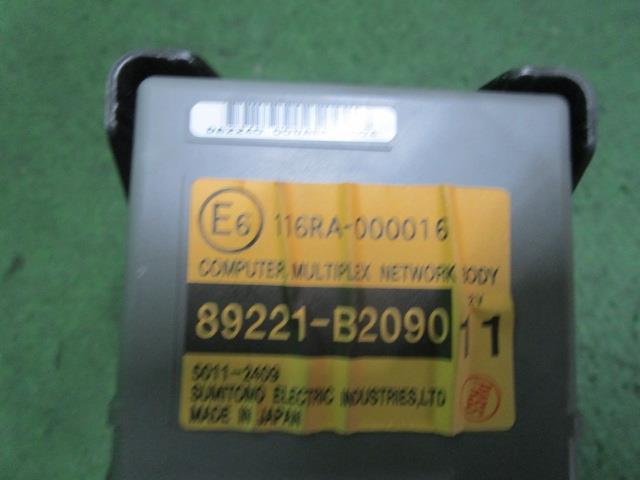 E6 116RA-000016
COMPUTER, MULTIPLEX NETWORK BODY
89221-B2090 11
5011-2409
SUMITOMO ELECTRIC INDUSTRIES,LTD
MADE IN JAPAN